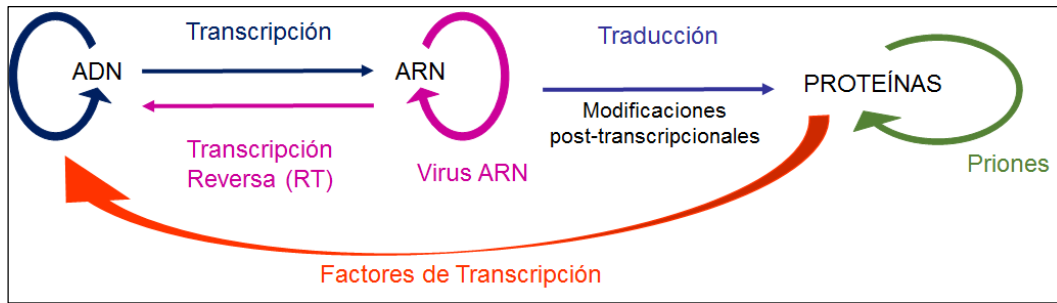 Transcripción
Traducción
ADN
ARN
PROTEÍNAS
Modificaciones
post-transcripcionales
Transcripción
Reversa (RT)
Virus ARN
Priones
Factores de Transcripción